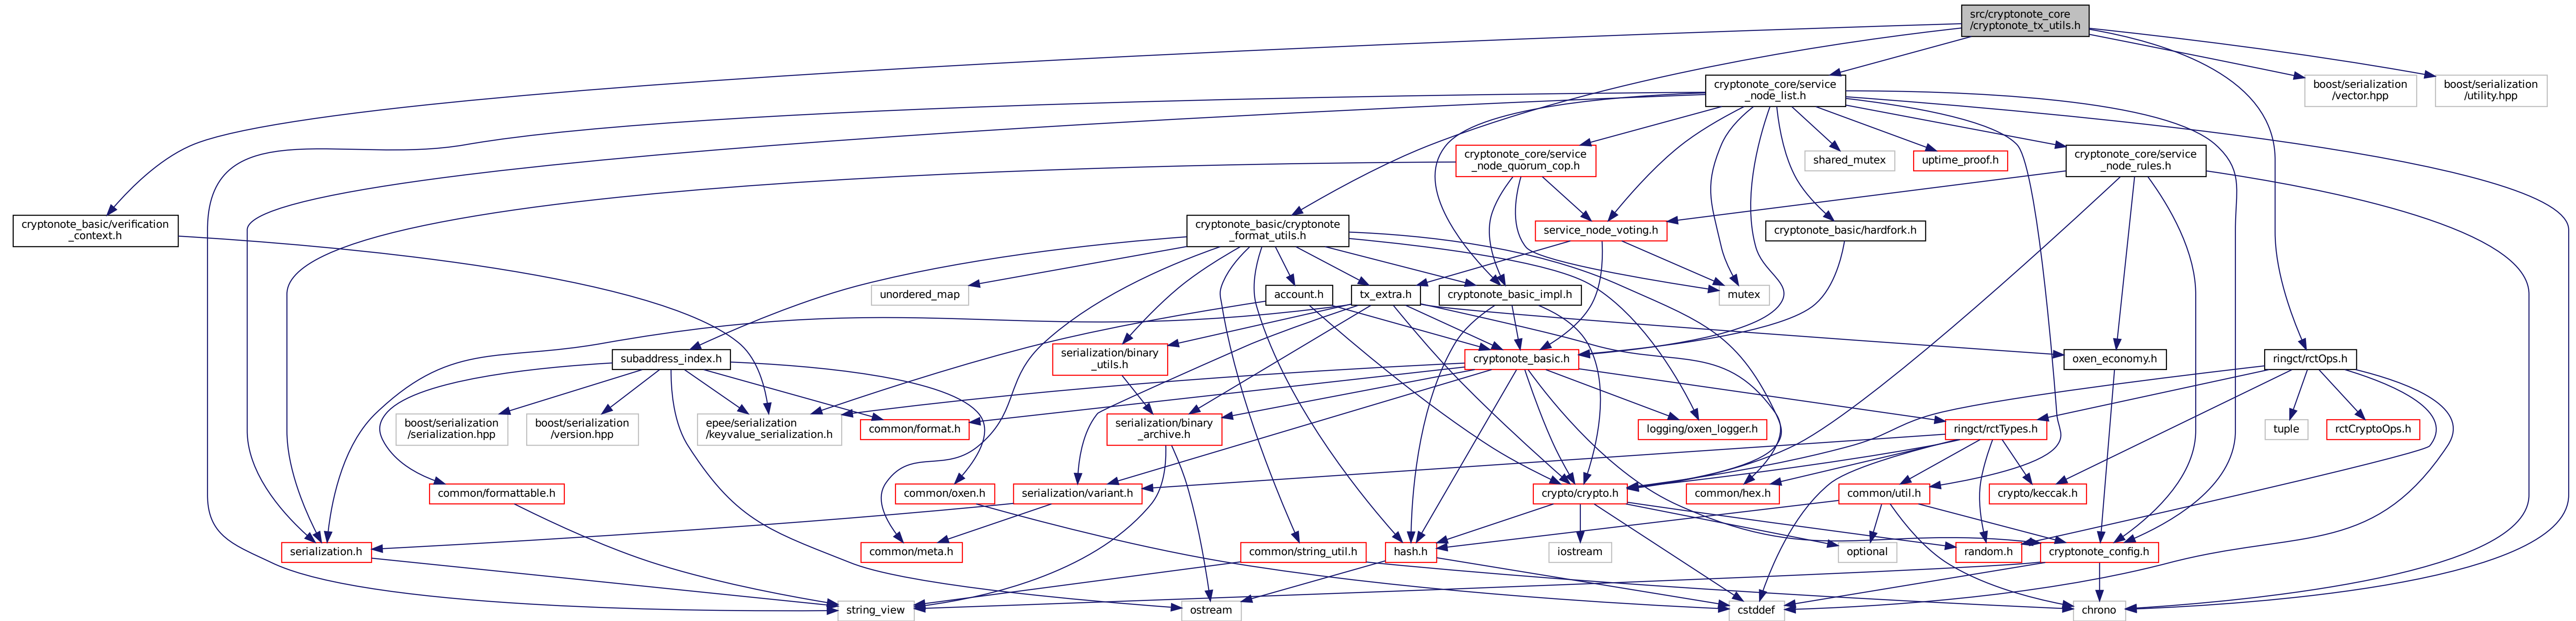 src/cryptonote_core
/cryptonote_tx_utils.h
cryptonote_core/service
_node_list.h
boost/serialization
/vector.hpp
boost/serialization
/utility.hpp
cryptonote_core/service
_node_quorum_cop.h
shared_mutex
uptime_proof.h
cryptonote_core/service
_node_rules.h
cryptonote_basic/verification
_context.h
cryptonote_basic/cryptonote
_format_utils.h
service_node_voting.h
cryptonote_basic/hardfork.h
unordered_map
account.h
tx_extra.h
cryptonote_basic_impl.h
mutex
subaddress_index.h
serialization/binary
_utils.h
cryptonote_basic.h
oxen_economy.h
ringct/rctOps.h
boost/serialization
/serialization.hpp
boost/serialization
/version.hpp
epee/serialization
/keyvalue_serialization.h
common/format.h
serialization/binary
_archive.h
logging/oxen_logger.h
ringct/rctTypes.h
tuple
rctCryptoOps.h
common/formattable.h
common/oxen.h
serialization/variant.h
crypto/crypto.h
common/hex.h
common/util.h
crypto/keccak.h
serialization.h
common/meta.h
common/string_util.h
hash.h
iostream
optional
random.h
cryptonote_config.h
string_view
ostream
cstddef
chrono